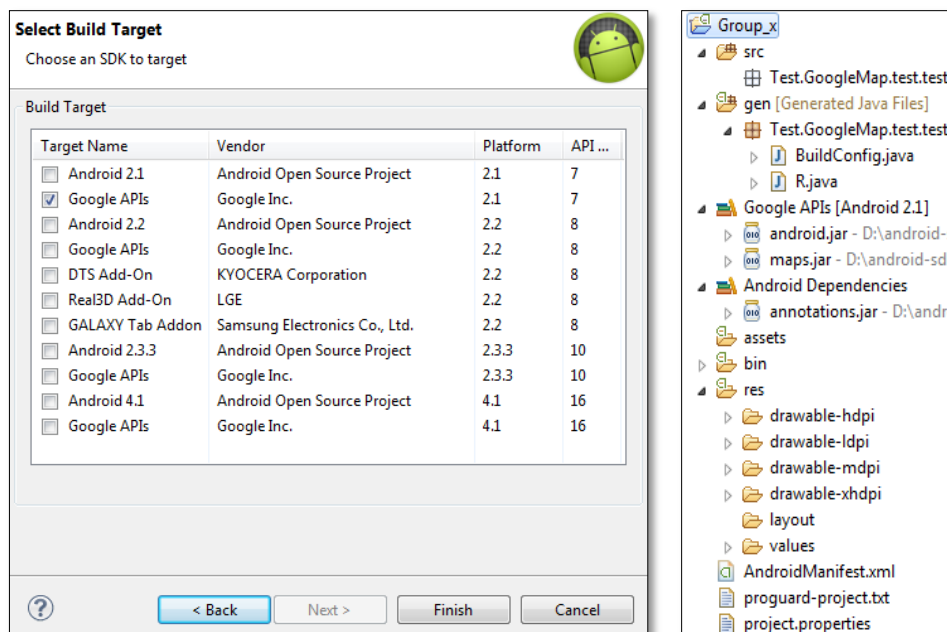 Select Build Target
Choose an SDK to target
Build Target
Target Name Vendor Platform API ...
Android 2.1 Android Open Source Project 2.1 7
Google APIs Google Inc. 2.1 7
Android 2.2 Android Open Source Project 2.2 8
Google APIs Google Inc. 2.2 8
DTS Add-On KYOCERA Corporation 2.2 8
Real3D Add-On LGE 2.2 8
GALAXY Tab Addon Samsung Electronics Co., Ltd. 2.2 8
Android 2.3.3 Android Open Source Project 2.3.3 10
Google APIs Google Inc. 2.3.3 10
Android 4.1 Android Open Source Project 4.1 16
Google APIs Google Inc. 4.1 16
?
< Back Next > Finish Cancel
Group_x
src
Test.GoogleMap.test.test
gen [Generated Java Files]
Test.GoogleMap.test.test
BuildConfig.java
R.java
Google APIs [Android 2.1]
android.jar - D:\android-
maps.jar - D:\android-sd
Android Dependencies
annotations.jar - D:\andr
assets
bin
res
drawable-hdpi
drawable-ldpi
drawable-mdpi
drawable-xhdpi
layout
values
AndroidManifest.xml
proguard-project.txt
project.properties